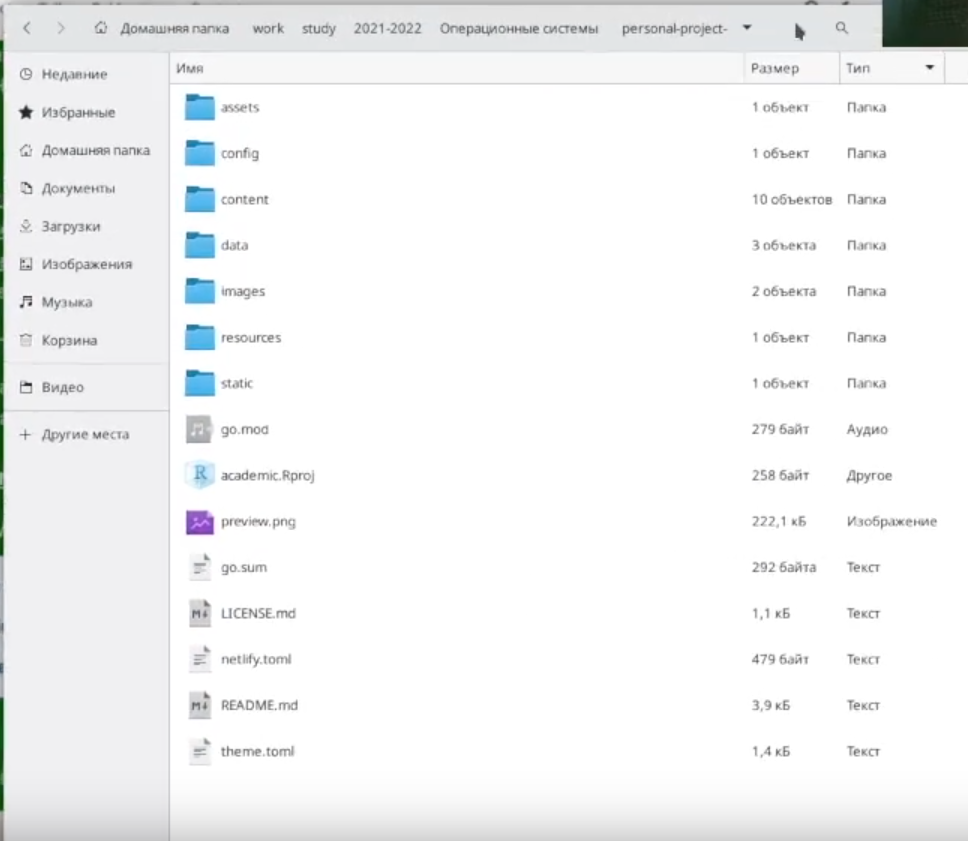 Домашняя папка work study 2021-2022 Операционные системы personal-project-
Недавние
Избранные
Домашняя папка
Документы
Загрузки
Изображения
Музыка
Корзина
Видео
Другие места
Имя Размер Тип
assets 1 объект Папка
config 1 объект Папка
content 10 объектов Папка
data 3 объекта Папка
images 2 объекта Папка
resources 1 объект Папка
static 1 объект Папка
go.mod 279 байт Аудио
academic.Rproj 258 байт Другое
preview.png 222,1 кБ Изображение
go.sum 292 байта Текст
LICENSE.md 1,1 кБ Текст
netlify.toml 479 байт Текст
README.md 3,9 кБ Текст
theme.toml 1,4 кБ Текст